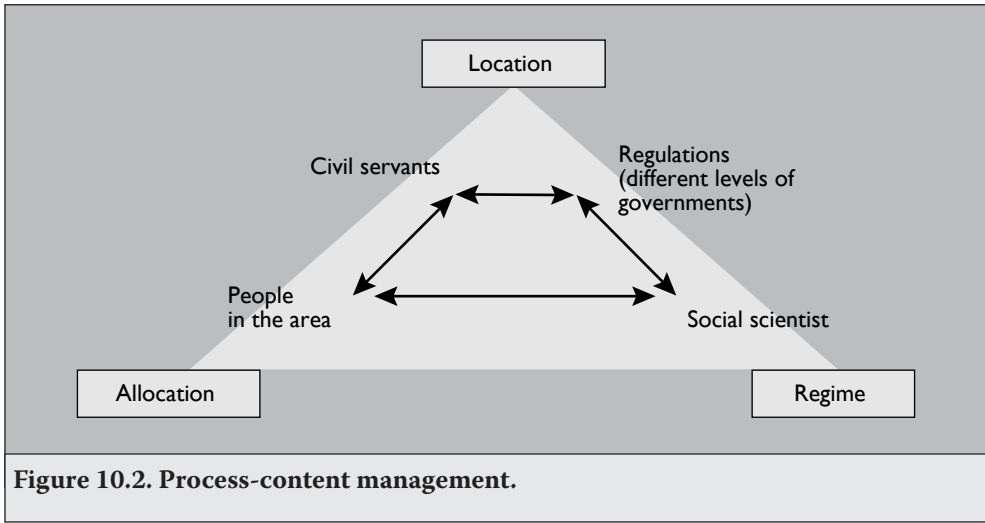 Location
Civil servants
Regulations
(different levels of
governments)
People
in the area
Social scientist
Allocation
Regime
Figure 10.2. Process-content management.